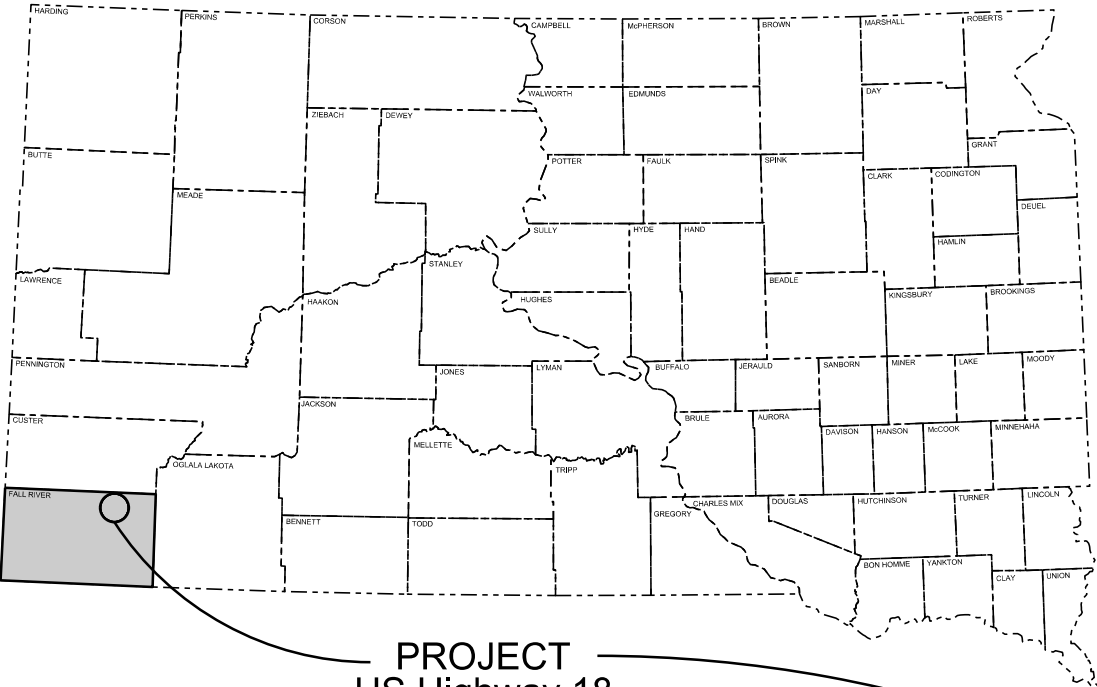 HARDING
PERKINS
CORSON
CAMPBELL
McPHERSON
BROWN
MARSHALL
ROBERTS
WALWORTH
EDMUNDS
DAY
ZIEBACH
DEWEY
GRANT
BUTTE
POTTER
FAULK
SPINK
CLARK
CODINGTON
MEADE
DEUEL
SULLY
HYDE
HAND
HAMLIN
STANLEY
LAWRENCE
BEADLE
HAAKON
HUGHES
KINGSBURY
BROOKINGS
PENNINGTON
JONES
LYMAN
BUFFALO
JERAULD
SANBORN
MINER
LAKE
MOODY
JACKSON
CUSTER
BRULE
AURORA
DAVISON
HANSON
McCOOK
MINNEHAHA
MELLETTE
OGLALA LAKOTA
TRIPP
FALL RIVER
CHARLES MIX
DOUGLAS
HUTCHINSON
TURNER
LINCOLN
GREGORY
BENNETT
TODD
BON HOMME
YANKTON
CLAY
UNION
PROJECT
US Highway 18